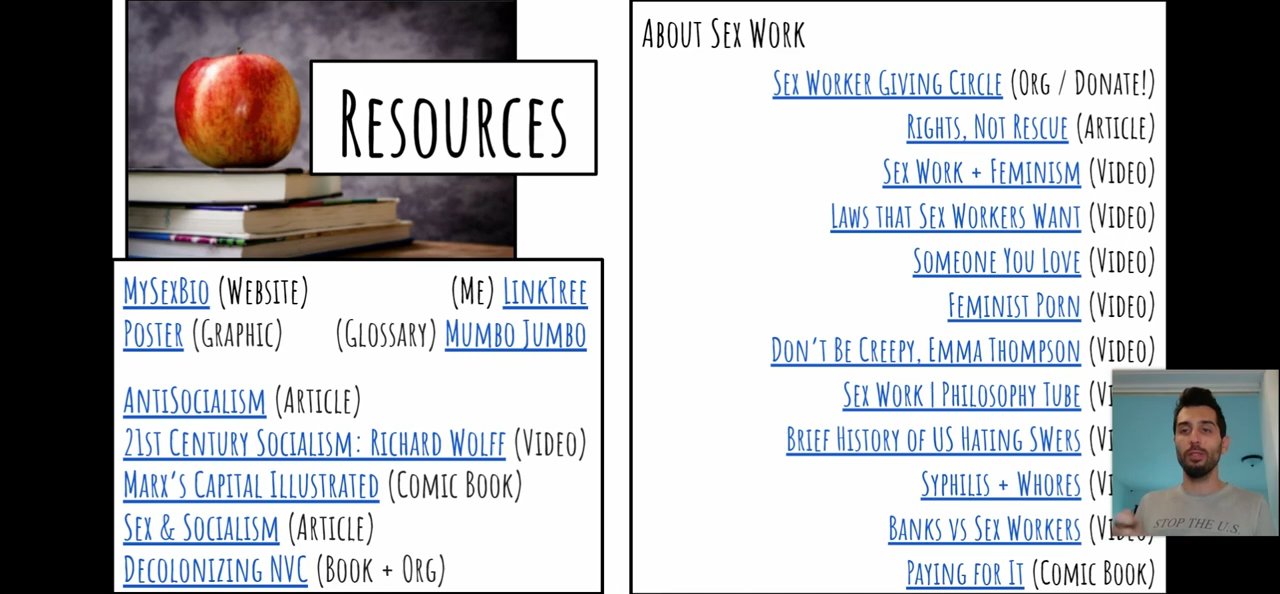 Resources
MySexBio (Website) (Me) LinkTree
Poster (Graphic) (Glossary) Mumbo Jumbo
AntiSocialism (Article)
21st Century Socialism: Richard Wolff (Video)
Marx's Capital Illustrated (Comic Book)
Sex & Socialism (Article)
Decolonizing NVC (Book + Org)
About Sex Work
Sex Worker Giving Circle (Org / Donate!)
Rights, Not Rescue (Article)
Sex Work + Feminism (Video)
Laws that Sex Workers Want (Video)
Someone You Love (Video)
Feminist Porn (Video)
Don't Be Creepy, Emma Thompson (Video)
Sex Work | Philosophy Tube (Vi
Brief History of US Hating SWers (Vi
Syphilis + Whores (Vi
Banks vs Sex Workers (Video)
Paying for It (Comic Book)
STOP THE U.S.